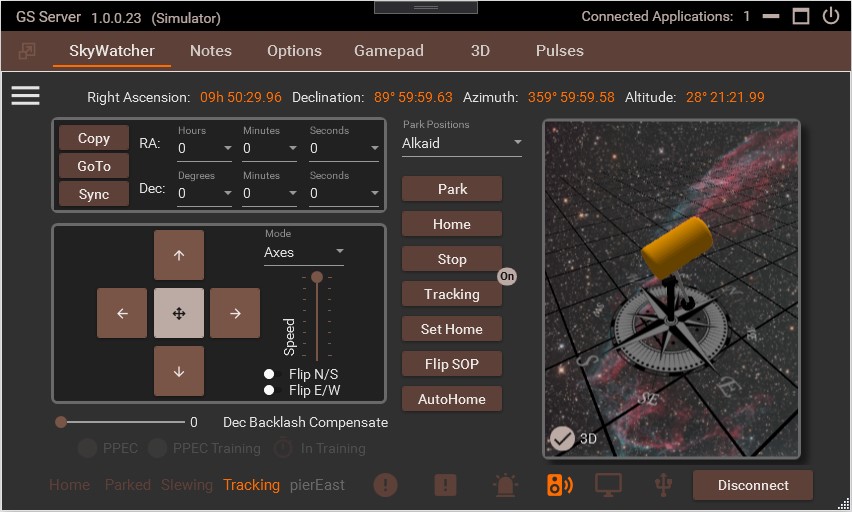 GS Server 1.0.0.23 (Simulator) Connected Applications: 1
SkyWatcher Notes Options Gamepad 3D Pulses
Right Ascension: 09h 50:29.96 Declination: 89° 59:59.63 Azimuth: 359° 59:59.58 Altitude: 28° 21:21.99
Copy
GoTo
Sync
RA: Hours 0 Minutes 0 Seconds 0
Dec: Degrees 0 Minutes 0 Seconds 0
Park Positions
Alkaid
Park
Home
Stop
On
Tracking
Set Home
Flip SOP
AutoHome
Mode
Axes
Speed
Flip N/S
Flip E/W
0 Dec Backlash Compensate
PPEC PPEC Training In Training
S
SE
E
3D
Home Parked Slewing Tracking pierEast
Disconnect